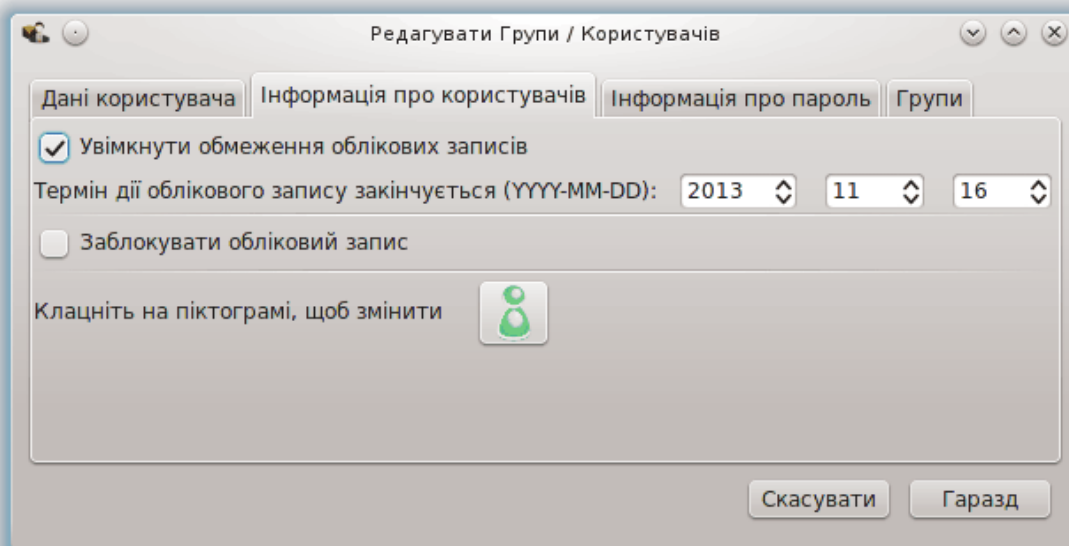 Редагувати Групи / Користувачів
Дані користувача Інформація про користувачів Інформація про пароль Групи
Увімкнути обмеження облікових записів
Термін дії облікового запису закінчується (YYYY-MM-DD): 2013 11 16
Заблокувати обліковий запис
Клацніть на піктограмі, щоб змінити
Скасувати Гаразд